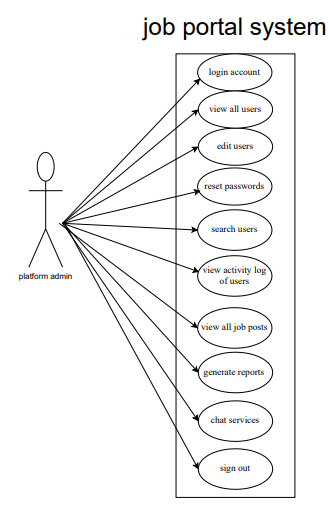 job portal system
login account
view all users
edit users
reset passwords
search users
view activity log
of users
platform admin
view all job posts
generate reports
chat services
sign out